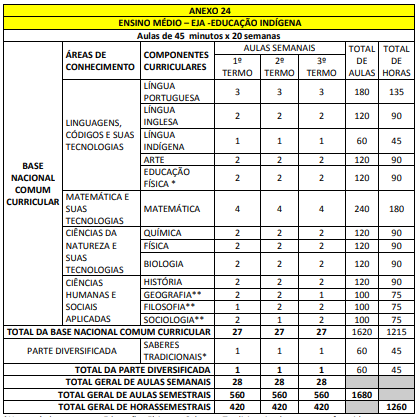 ANEXO 24
ENSINO MÉDIO – EJA -EDUCAÇÃO INDÍGENA
Aulas de 45 minutos x 20 semanas
BASE NACIONAL COMUM CURRICULAR
ÁREAS DE CONHECIMENTO
COMPONENTES CURRICULARES
AULAS SEMANAIS
1º TERMO
2º TERMO
3º TERMO
TOTAL DE AULAS
TOTAL DE HORAS
LINGUAGENS, CÓDIGOS E SUAS TECNOLOGIAS
LÍNGUA PORTUGUESA 3 3 3 180 135
LÍNGUA INGLESA 2 2 2 120 90
LÍNGUA INDÍGENA 1 1 1 60 45
ARTE 2 2 2 120 90
EDUCAÇÃO FÍSICA * 2 2 2 120 90
MATEMÁTICA E SUAS TECNOLOGIAS
MATEMÁTICA 4 4 4 240 180
CIÊNCIAS DA NATUREZA E SUAS TECNOLOGIAS
QUÍMICA 2 2 2 120 90
FÍSICA 2 2 2 120 90
BIOLOGIA 2 2 2 120 90
CIÊNCIAS HUMANAS E SOCIAIS APLICADAS
HISTÓRIA 2 2 2 120 90
GEOGRAFIA** 2 2 1 100 75
FILOSOFIA** 2 1 2 100 75
SOCIOLOGIA** 1 2 2 100 75
TOTAL DA BASE NACIONAL COMUM CURRICULAR 27 27 27 1620 1215
PARTE DIVERSIFICADA
SABERES TRADICIONAIS* 1 1 1 60 45
TOTAL DA PARTE DIVERSIFICADA 1 1 1 60 45
TOTAL GERAL DE AULAS SEMANAIS 28 28 28
TOTAL GERAL DE AULAS SEMESTRAIS 560 560 560 1680
TOTAL GERAL DE HORASSEMESTRAIS 420 420 420 1260